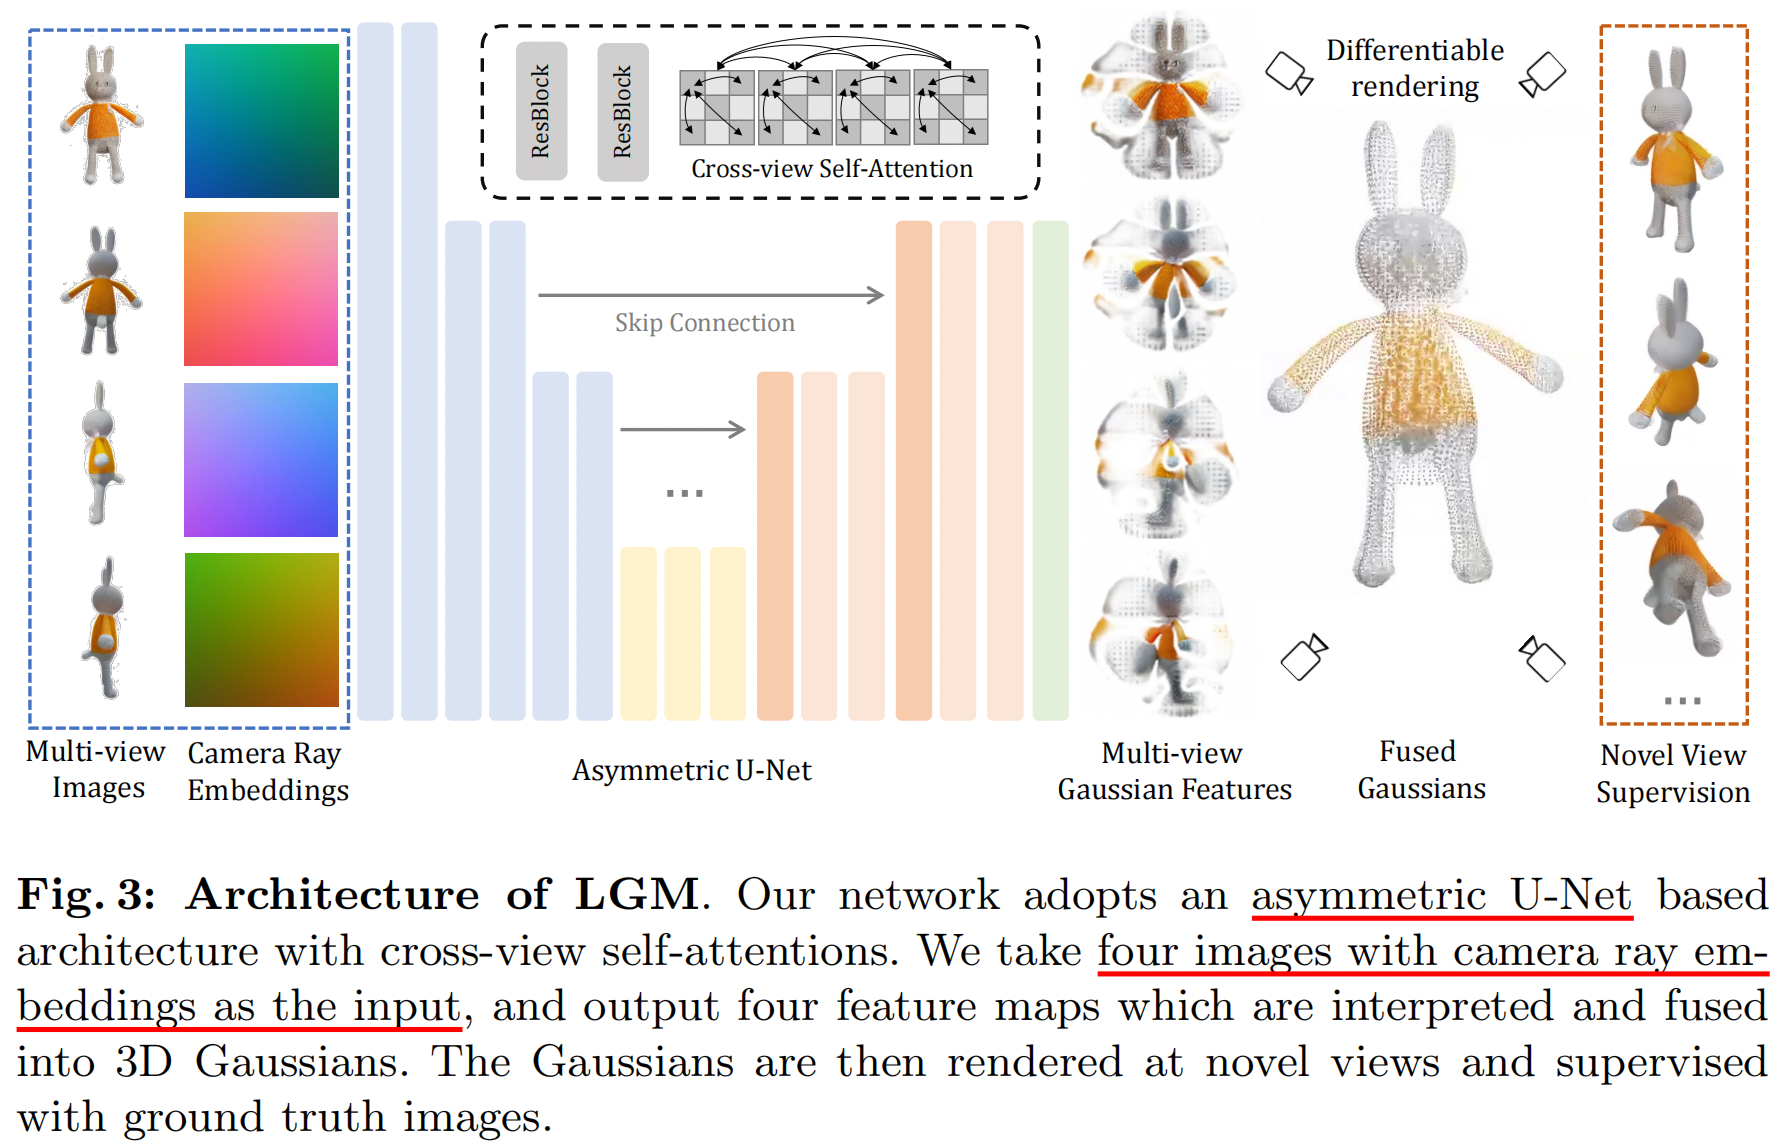 ResBlock
ResBlock
Cross-view Self-Attention
Differentiable
rendering
Skip Connection
...
...
Multi-view
Images
Camera Ray
Embeddings
Asymmetric U-Net
Multi-view
Gaussian Features
Fused
Gaussians
Novel View
Supervision
Fig. 3: Architecture of LGM. Our network adopts an asymmetric U-Net based
architecture with cross-view self-attentions. We take four images with camera ray em-
beddings as the input, and output four feature maps which are interpreted and fused
into 3D Gaussians. The Gaussians are then rendered at novel views and supervised
with ground truth images.